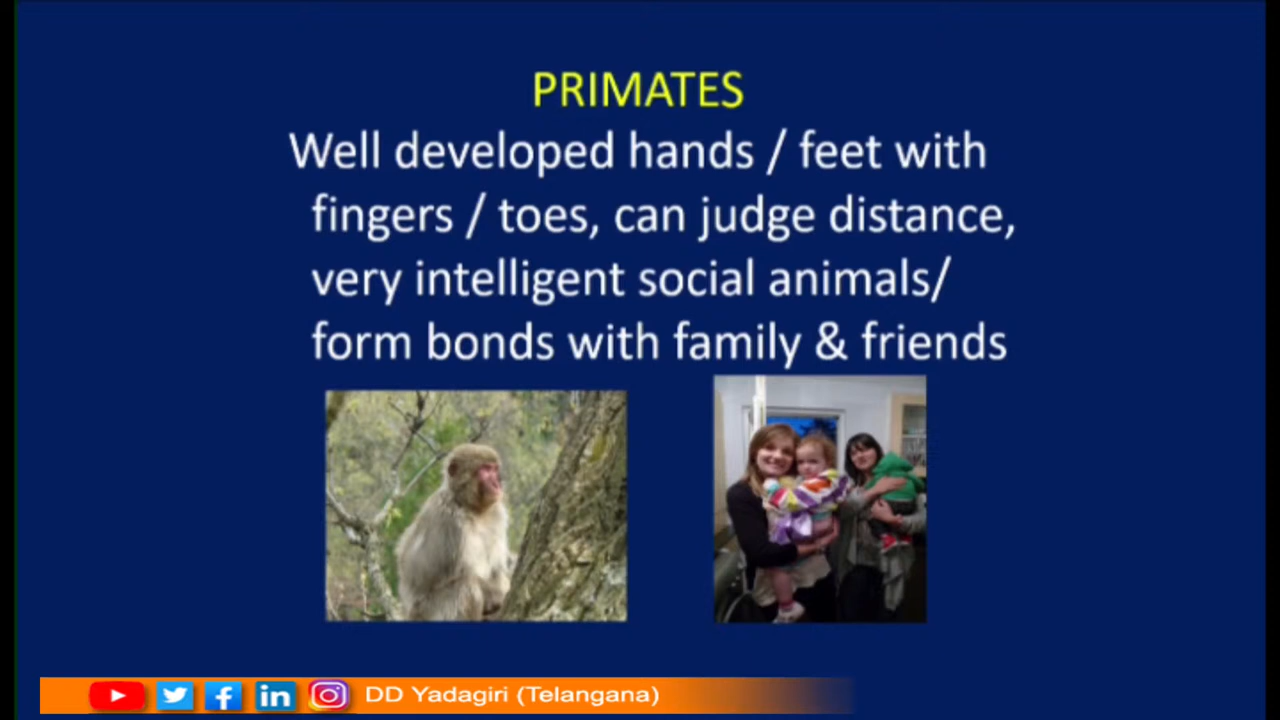 PRIMATES
Well developed hands / feet with
fingers / toes, can judge distance,
very intelligent social animals/
form bonds with family & friends
DD Yadagiri (Telangana)